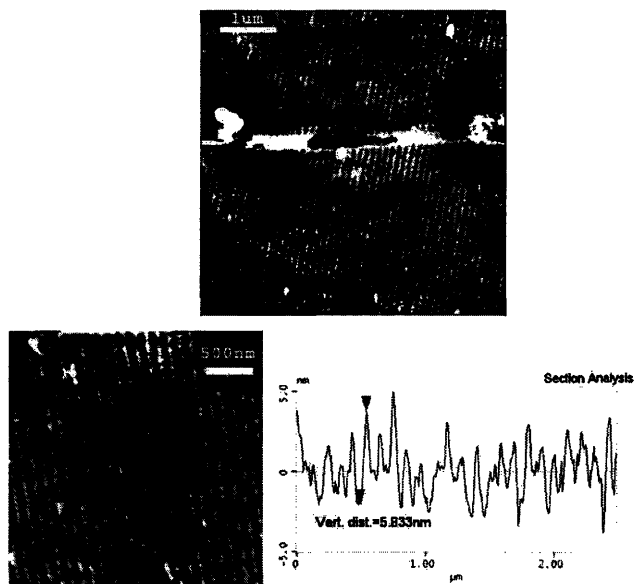 1um
500nm
Section Analysis
nm
5.0
0
-5.0
Vert. dist.=5.833nm
0
1.00
2.00
µm